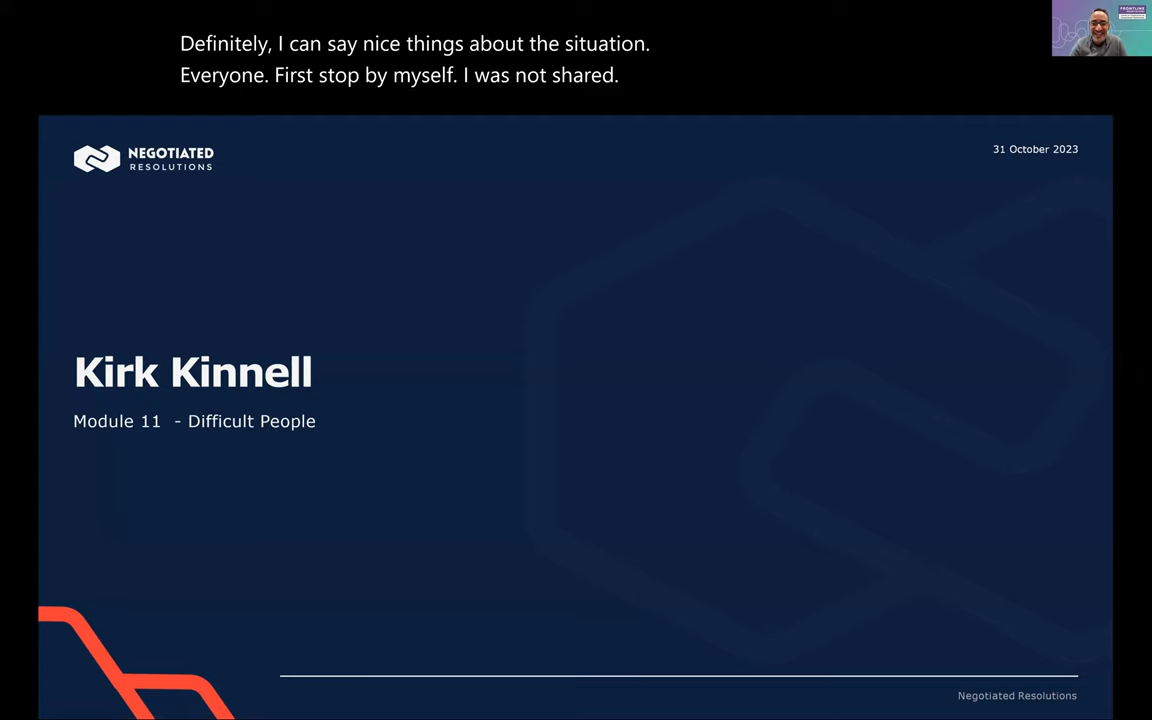 Definitely, I can say nice things about the situation.
Everyone. First stop by myself. I was not shared.
FRONTLINE
NEGOTIATED
RESOLUTIONS
31 October 2023
Kirk Kinnell
Module 11 - Difficult People
Negotiated Resolutions